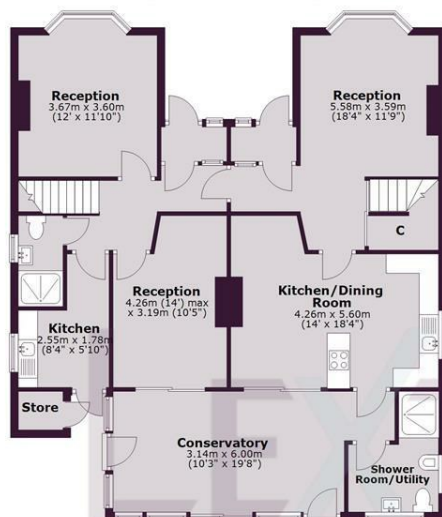 Reception
3.67m x 3.60m
(12' x 11'10")
Reception
5.58m x 3.59m
(18'4" x 11'9")
C
Reception
4.26m (14') max
x 3.19m (10'5")
Kitchen/Dining
Room
4.26m x 5.60m
(14' x 18'4")
Kitchen
2.55m x 1.78m
(8'4" x 5'10")
Store
Conservatory
3.14m x 6.00m
(10'3" x 19'8")
Shower
Room/Utility